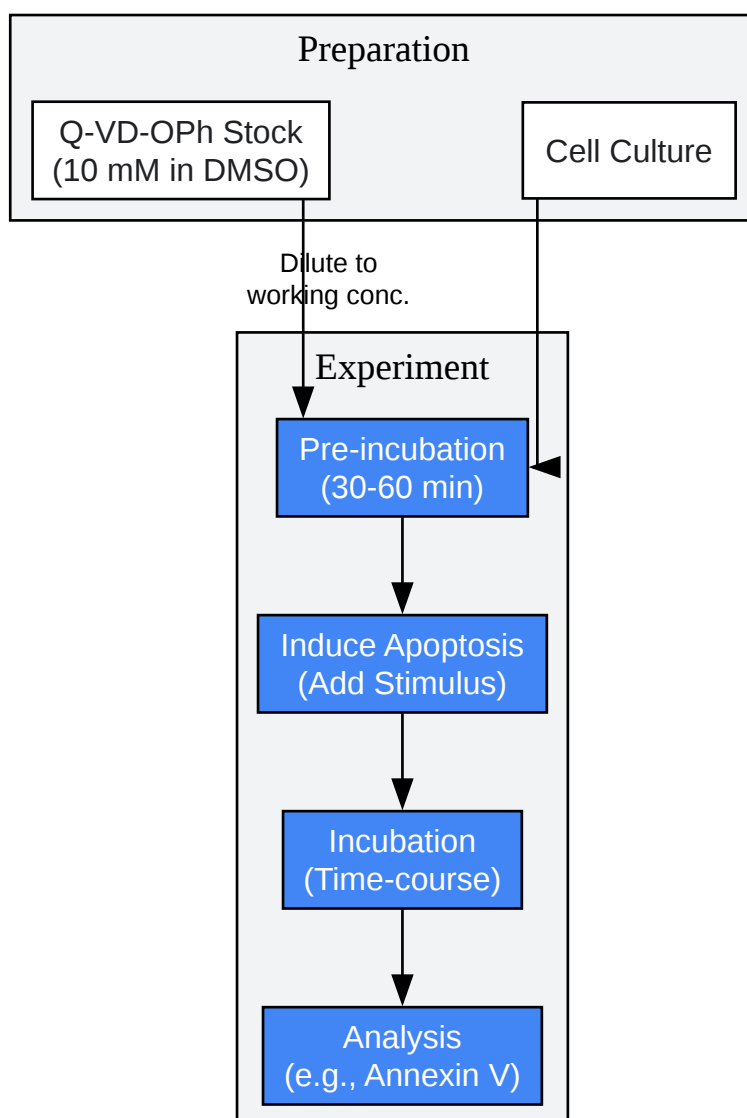 Preparation
Q-VD-OPh Stock
(10 mM in DMSO)
Cell Culture
Dilute to
working conc.
Experiment
Pre-incubation
(30-60 min)
Induce Apoptosis
(Add Stimulus)
Incubation
(Time-course)
Analysis
(e.g., Annexin V)